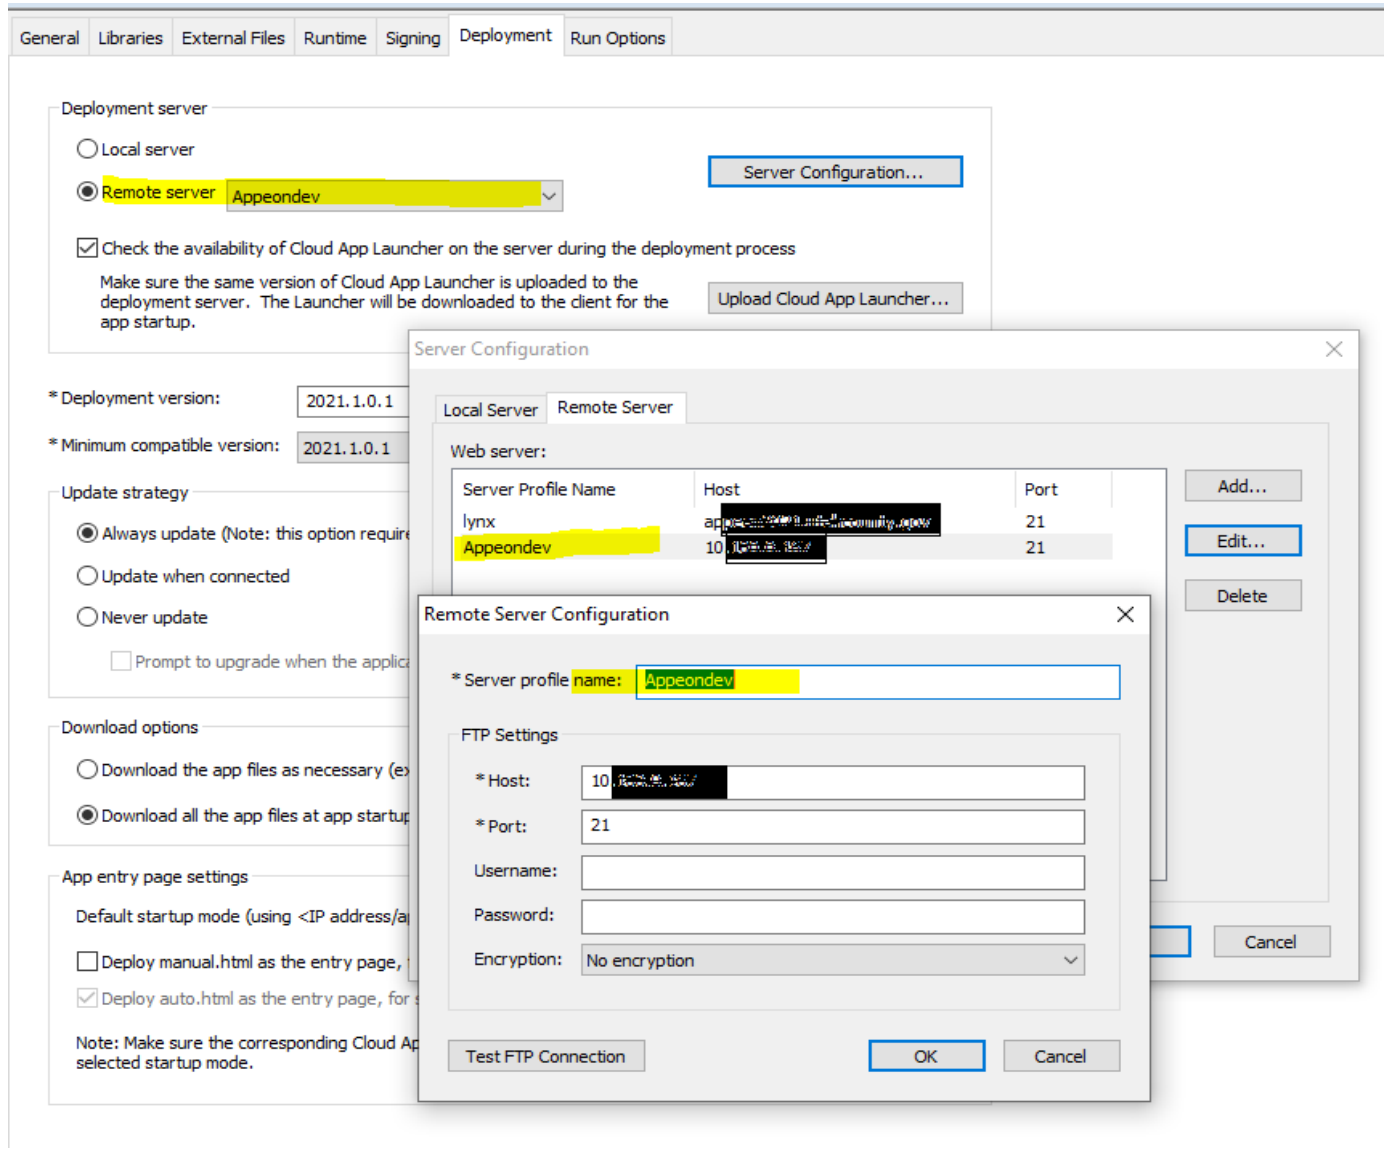 General Libraries External Files Runtime Signing Deployment Run Options
Deployment server
Local server
Remote server Appeondev
Server Configuration...
Check the availability of Cloud App Launcher on the server during the deployment process
Make sure the same version of Cloud App Launcher is uploaded to the
deployment server. The Launcher will be downloaded to the client for the
app startup.
Upload Cloud App Launcher...
* Deployment version: 2021.1.0.1
* Minimum compatible version: 2021.1.0.1
Update strategy
Always update (Note: this option require
Update when connected
Never update
Prompt to upgrade when the applica
Download options
Download the app files as necessary (ex
Download all the app files at app startup
App entry page settings
Default startup mode (using <IP address/a
Deploy manual.html as the entry page,
Deploy auto.html as the entry page, for s
Note: Make sure the corresponding Cloud Ap
selected startup mode.
Server Configuration
Local Server Remote Server
Web server:
Server Profile Name Host Port
lynx 21
Appeondev 10. 21
Add...
Edit...
Delete
Cancel
Remote Server Configuration
* Server profile name: Appeondev
FTP Settings
* Host: 10.
* Port: 21
Username:
Password:
Encryption: No encryption
Test FTP Connection OK Cancel